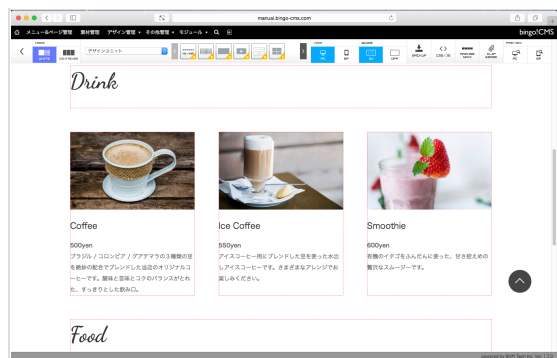 manual.bingo-cms.com
メニュー&ページ管理 素材管理 デザイン管理 その他管理 モジュール
bingo!CMS
デザインユニット
PC
SP
ON
OFF
CSS/JS
PC
SP
Drink
Coffee
500yen
ブラジル / コロンビア / グアテマラの3種類の豆
を絶妙の配合でブレンドした当店のオリジナルコ
ーヒーです。酸味と苦味とコクのバランスがとれ
た、すっきりとした飲み口。
Ice Coffee
550yen
アイスコーヒー用にブレンドした豆を使った水出
しアイスコーヒーです。さまざまなアレンジでお
楽しみください。
Smoothie
600yen
有機のイチゴをふんだんに使った、甘さ控えめの
贅沢なスムージーです。
Food